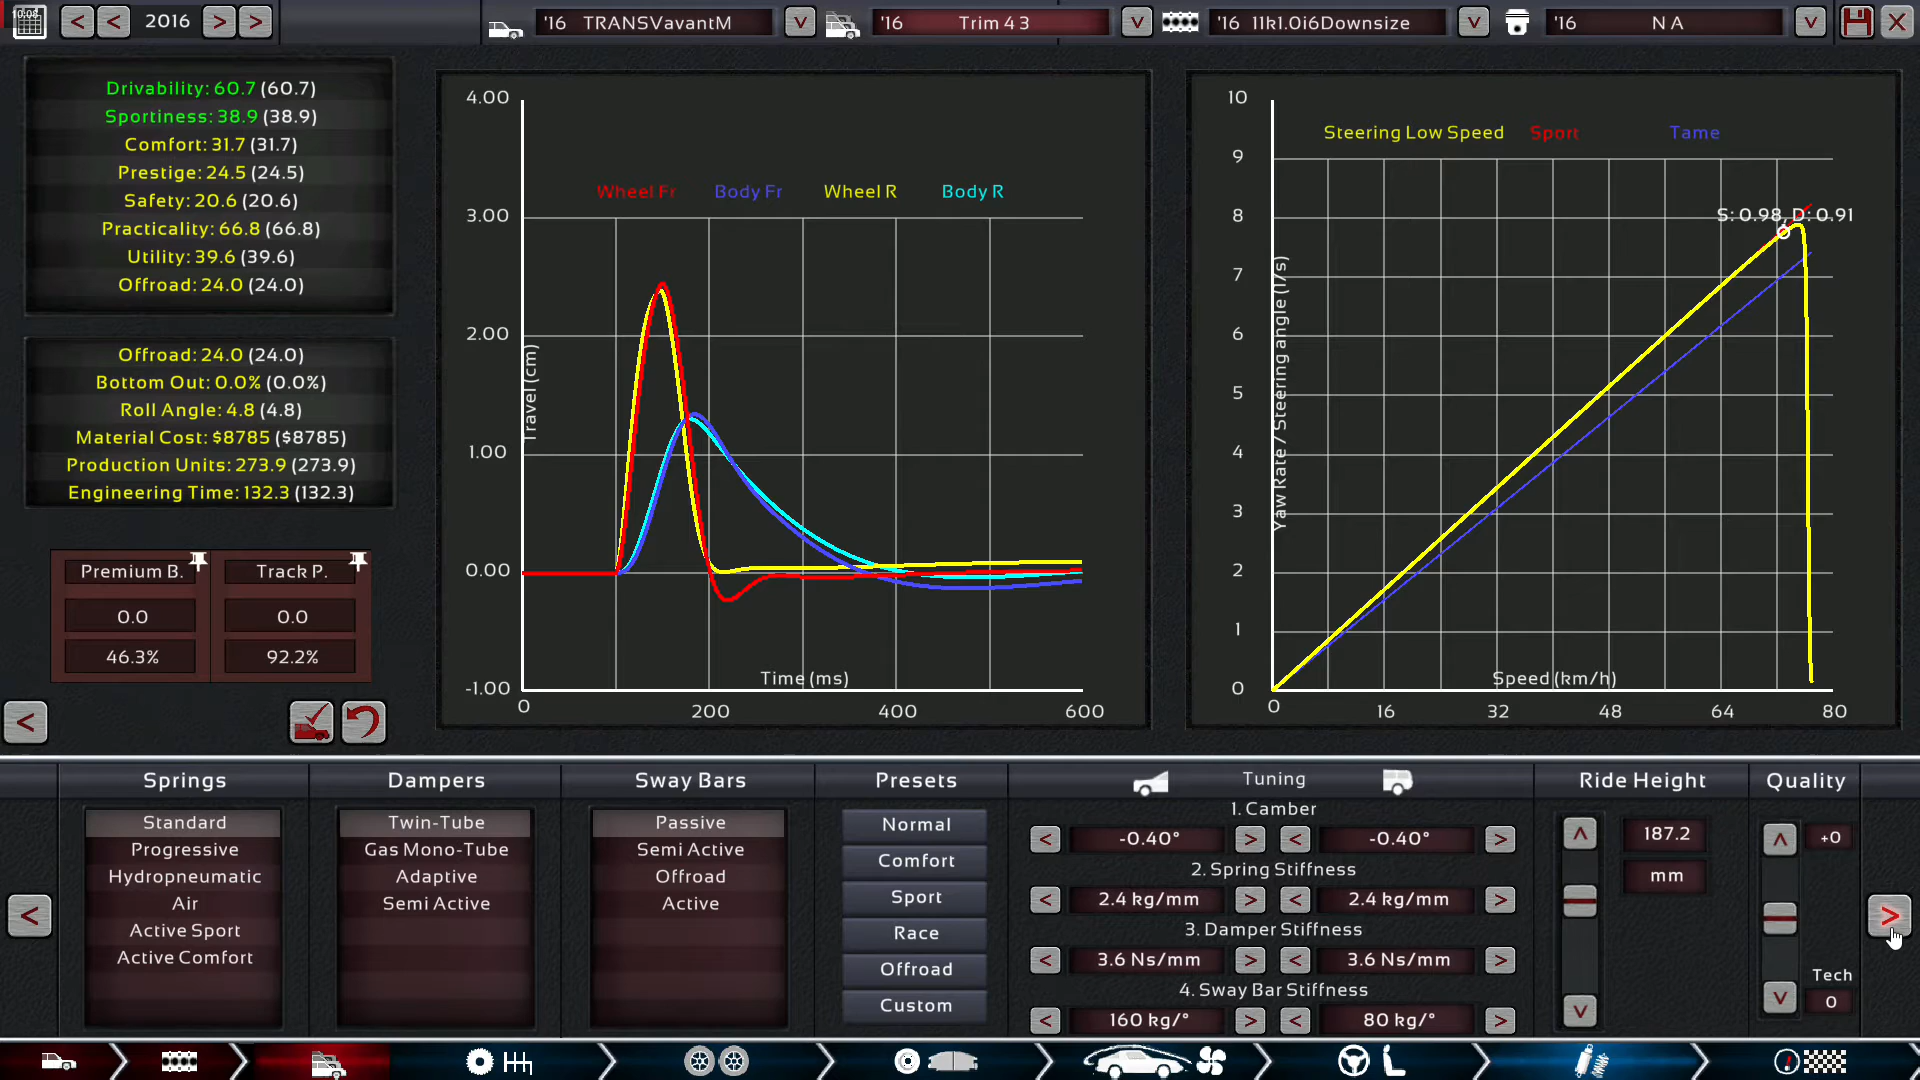 10:08
2016
'16 TRANSVavantM
'16 Trim 4 3
'16 11k1.0i6Downsize
'16 N A
Drivability: 60.7 (60.7)
Sportiness: 38.9 (38.9)
Comfort: 31.7 (31.7)
Prestige: 24.5 (24.5)
Safety: 20.6 (20.6)
Practicality: 66.8 (66.8)
Utility: 39.6 (39.6)
Offroad: 24.0 (24.0)
Offroad: 24.0 (24.0)
Bottom Out: 0.0% (0.0%)
Roll Angle: 4.8 (4.8)
Material Cost: $8785 ($8785)
Production Units: 273.9 (273.9)
Engineering Time: 132.3 (132.3)
Premium B. Track P.
0.0 0.0
46.3% 92.2%
4.00
3.00
2.00
1.00
0.00
-1.00
Wheel Fr Body Fr Wheel R Body R
Travel (cm)
Time (ms)
0 200 400 600
10
9
8
7
6
5
4
3
2
1
0
Steering Low Speed Sport Tame
S: 0.98, D: 0.91
Yaw Rate / Steering angle (1/s)
Speed (km/h)
0 16 32 48 64 80
Springs
Standard
Progressive
Hydropneumatic
Air
Active Sport
Active Comfort
Dampers
Twin-Tube
Gas Mono-Tube
Adaptive
Semi Active
Sway Bars
Passive
Semi Active
Offroad
Active
Presets
Normal
Comfort
Sport
Race
Offroad
Custom
Tuning
1. Camber
-0.40° -0.40°
2. Spring Stiffness
2.4 kg/mm 2.4 kg/mm
3. Damper Stiffness
3.6 Ns/mm 3.6 Ns/mm
4. Sway Bar Stiffness
160 kg/° 80 kg/°
Ride Height
187.2
mm
Quality
+0
Tech
0